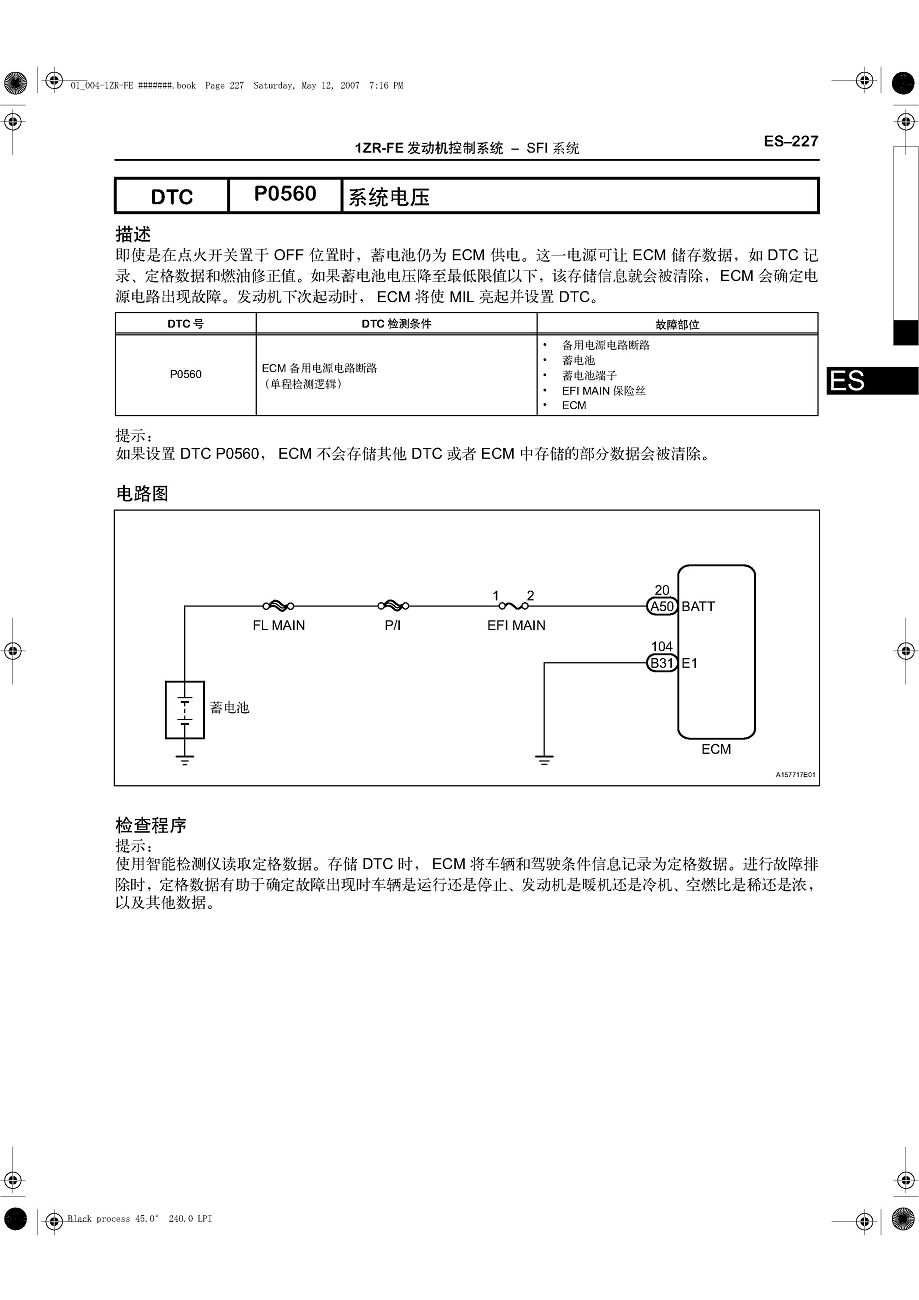 01_004-1ZR-FE #######.book Page 227 Saturday, May 12, 2007 7:16 PM
ES–227
1ZR-FE 发动机控制系统 – SFI 系统
DTC P0560 系统电压
描述
即使是在点火开关置于 OFF 位置时，蓄电池仍为 ECM 供电。这一电源可让 ECM 储存数据，如 DTC 记
录、定格数据和燃油修正值。如果蓄电池电压降至最低限值以下，该存储信息就会被清除，ECM 会确定电
源电路出现故障。发动机下次起动时， ECM 将使 MIL 亮起并设置 DTC。
DTC 号 DTC 检测条件 故障部位
P0560
ECM 备用电源电路断路
（单程检测逻辑）
• 备用电源电路断路
• 蓄电池
• 蓄电池端子
• EFI MAIN 保险丝
• ECM
ES
提示：
如果设置 DTC P0560， ECM 不会存储其他 DTC 或者 ECM 中存储的部分数据会被清除。
电路图
20
1 2
A50 BATT
FL MAIN P/I EFI MAIN
104
B31 E1
蓄电池
ECM
A157717E01
检查程序
提示：
使用智能检测仪读取定格数据。存储 DTC 时， ECM 将车辆和驾驶条件信息记录为定格数据。进行故障排
除时，定格数据有助于确定故障出现时车辆是运行还是停止、发动机是暖机还是冷机、空燃比是稀还是浓，
以及其他数据。
Black process 45.0° 240.0 LPI